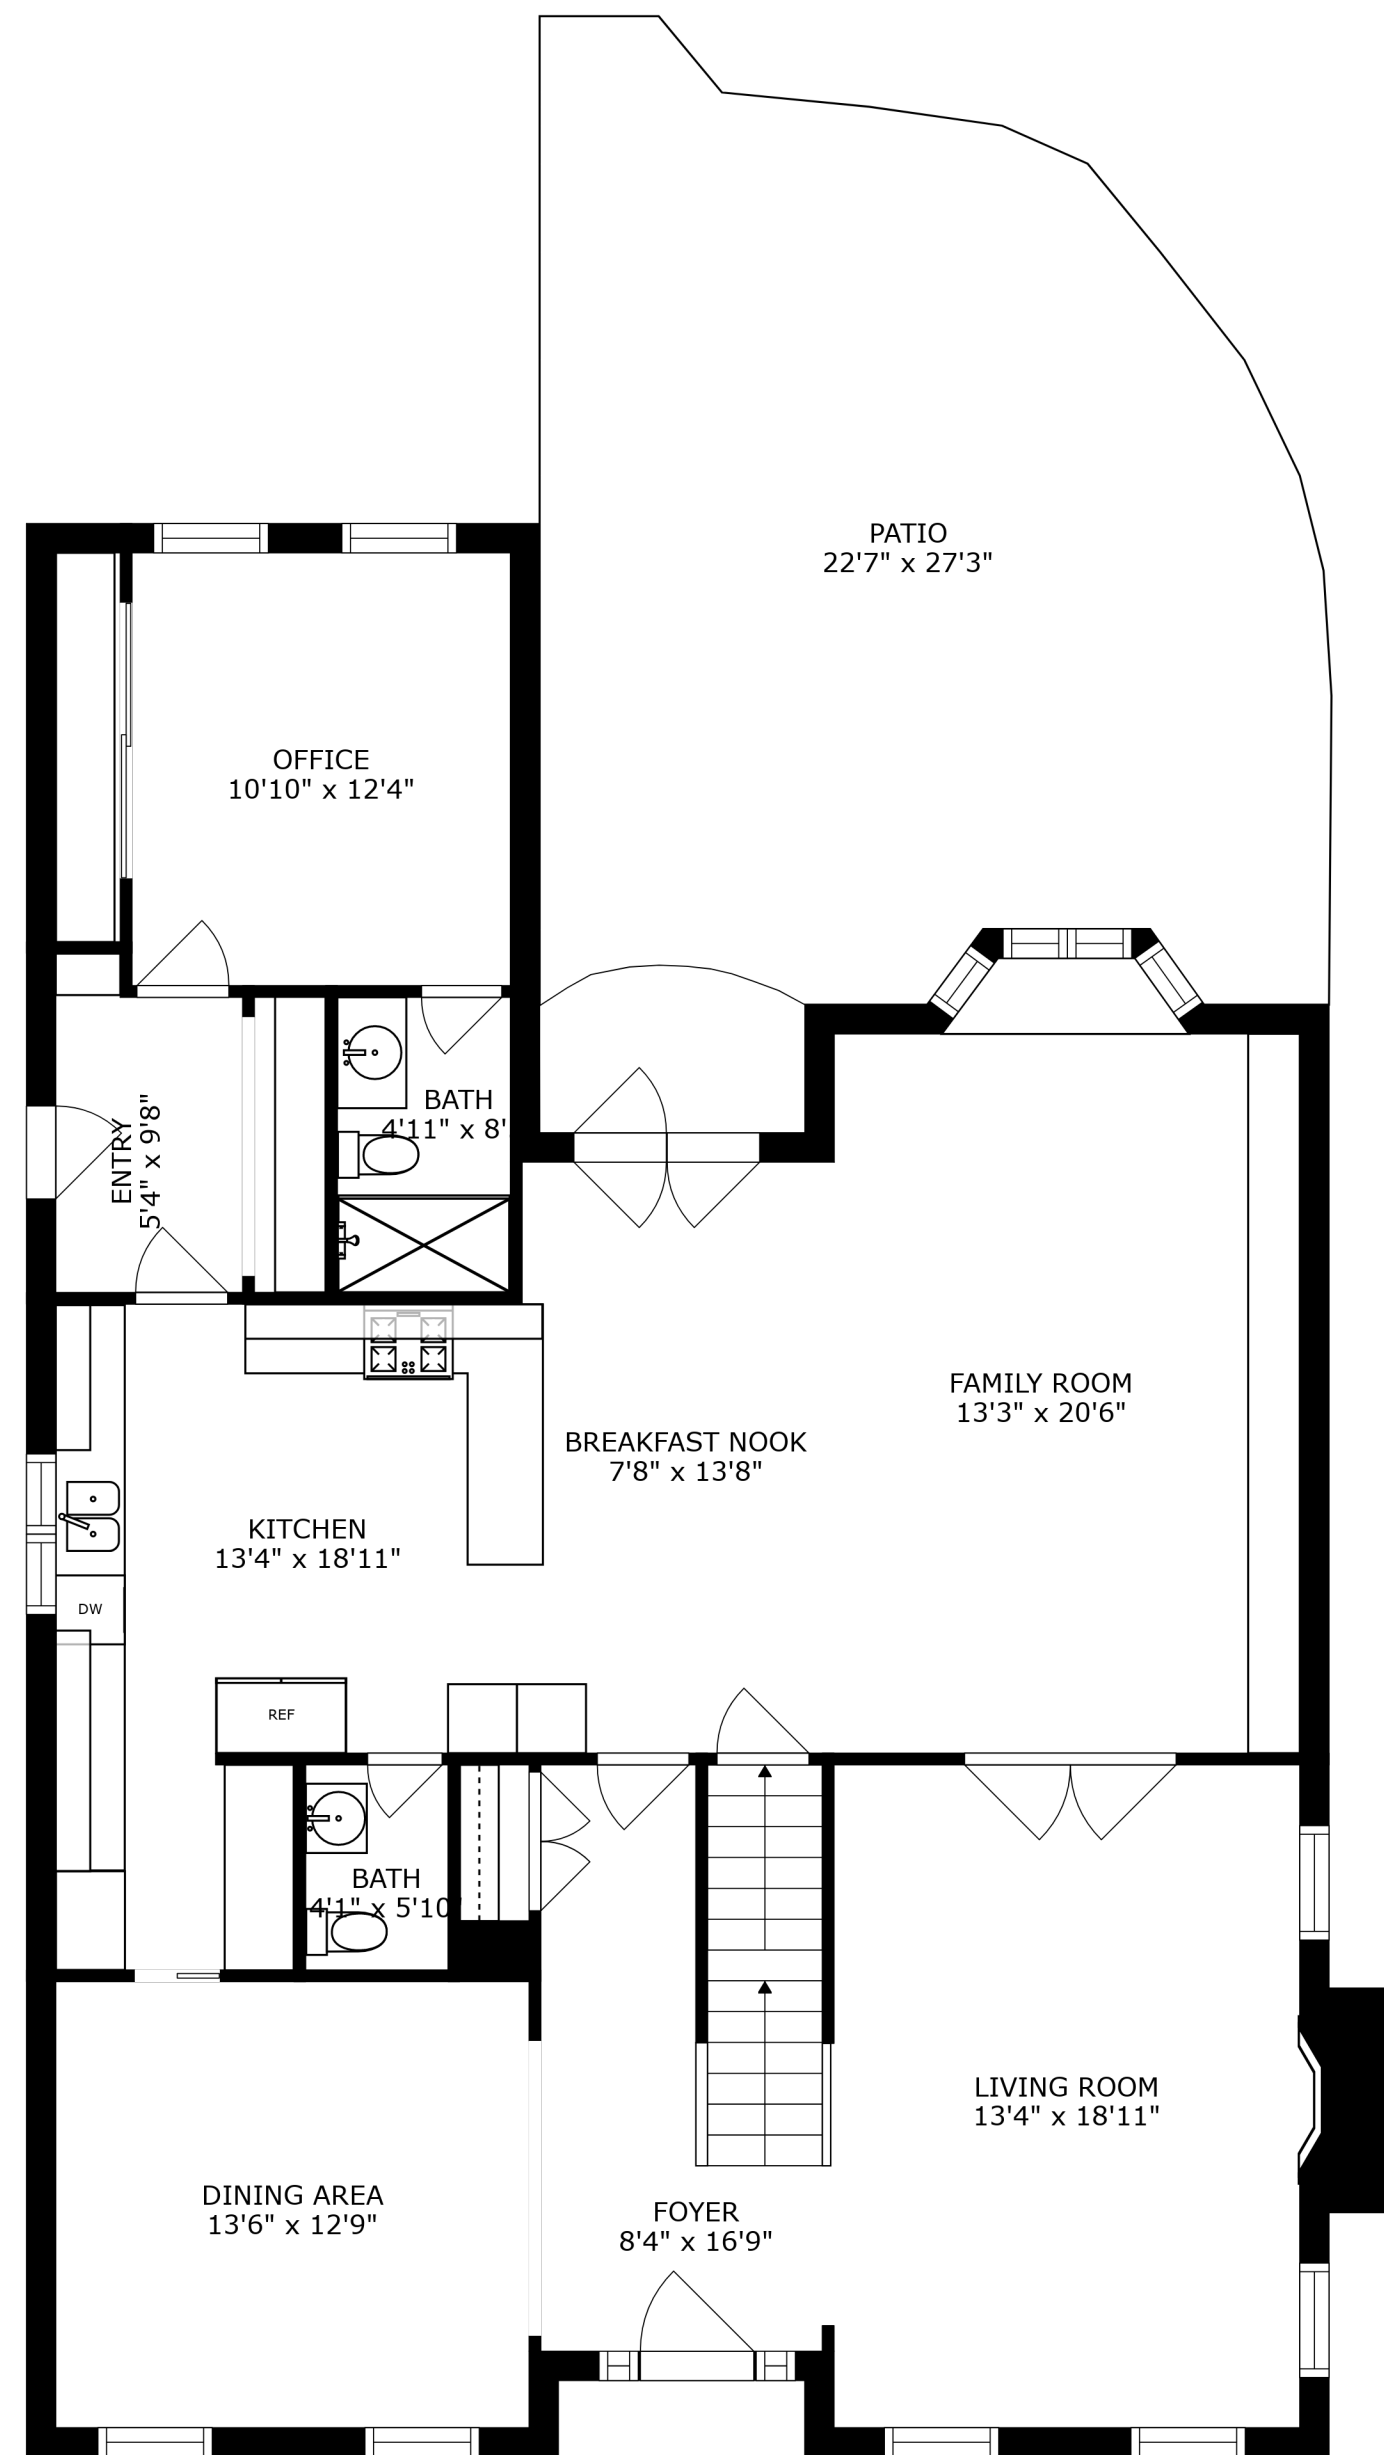 PATIO
22'7" x 27'3"
OFFICE
10'10" x 12'4"
BATH
4'11" x 8'
ENTRY
5'4" x 9'8"
FAMILY ROOM
13'3" x 20'6"
BREAKFAST NOOK
7'8" x 13'8"
KITCHEN
13'4" x 18'11"
DW
REF
BATH
4'1" x 5'10"
LIVING ROOM
13'4" x 18'11"
DINING AREA
13'6" x 12'9"
FOYER
8'4" x 16'9"